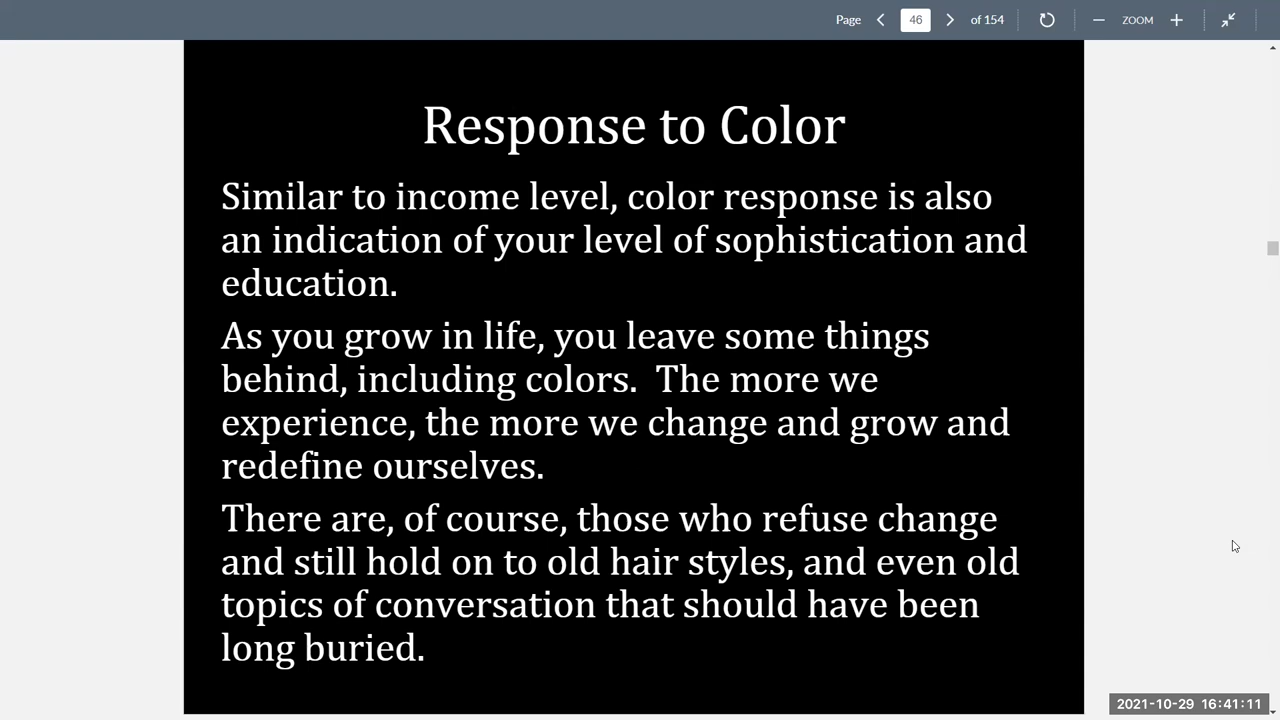 Page 46 of 154 ZOOM
Response to Color
Similar to income level, color response is also
an indication of your level of sophistication and
education.
As you grow in life, you leave some things
behind, including colors.  The more we
experience, the more we change and grow and
redefine ourselves.
There are, of course, those who refuse change
and still hold on to old hair styles, and even old
topics of conversation that should have been
long buried.
2021-10-29 16:41:11